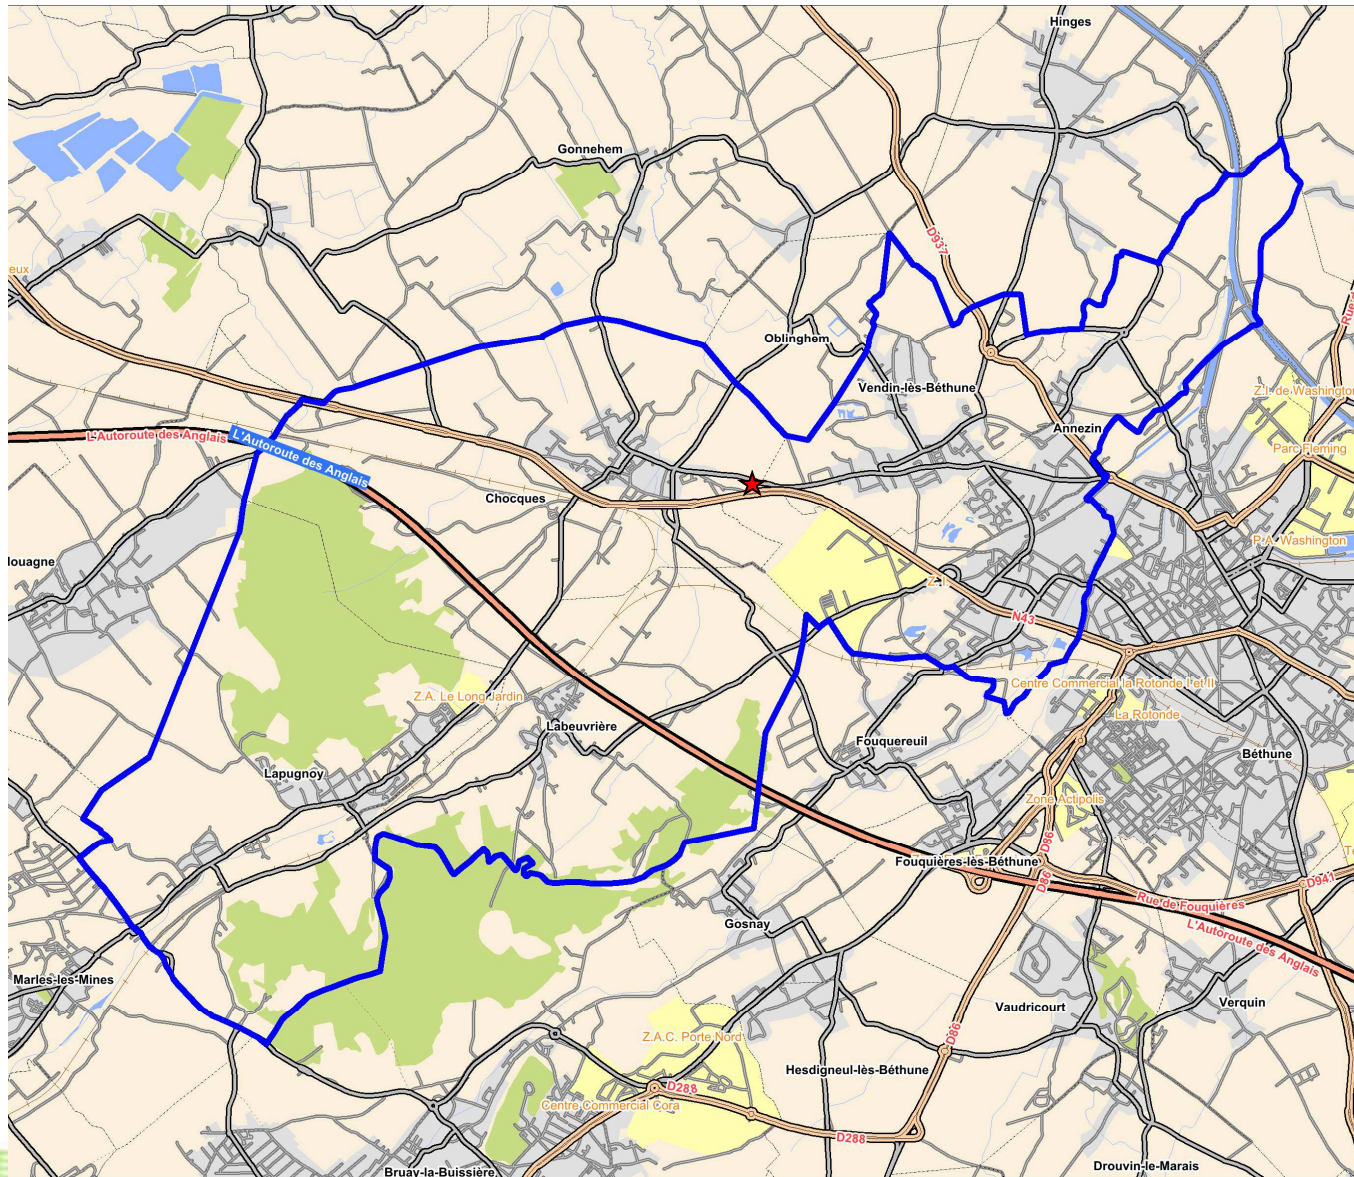 Hinges
Gonnehem
D937
eux
Rue d
Oblinghem
Vendin-lès-Béthune
Z.I. de Washington
Annezin
L'Autoroute des Anglais
L'Autoroute des Anglais
Parc Fleming
Chocques
P.A. Washington
louagne
Z.I.
N43
Z.A. Le Long Jardin
Centre Commercial la Rotonde I et II
La Rotonde
Labeuvrière
Fouquereuil
Béthune
Lapugnoy
Zone Actipolis
D86
Fouquières-lès-Béthune
D86
D941
Rue de Fouquières
L'Autoroute des Anglais
Gosnay
Marles-les-Mines
Vaudricourt
Verquin
Z.A.C. Porte Nord
D86
Hesdigneul-lès-Béthune
D288
Centre Commercial Cora
D288
Bruay-la-Buissière
Drouvin-le-Marais